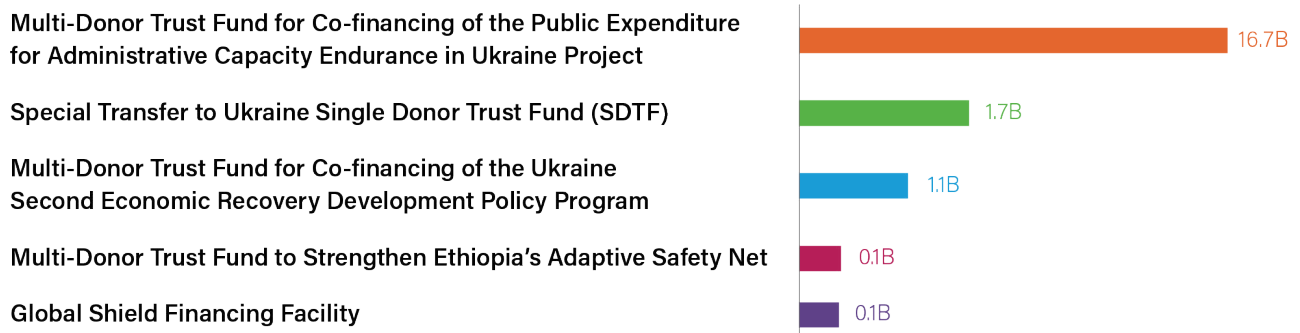 Multi-Donor Trust Fund for Co-financing of the Public Expenditure
for Administrative Capacity Endurance in Ukraine Project
16.7B
Special Transfer to Ukraine Single Donor Trust Fund (SDTF)
1.7B
Multi-Donor Trust Fund for Co-financing of the Ukraine
Second Economic Recovery Development Policy Program
1.1B
Multi-Donor Trust Fund to Strengthen Ethiopia’s Adaptive Safety Net
0.1B
Global Shield Financing Facility
0.1B